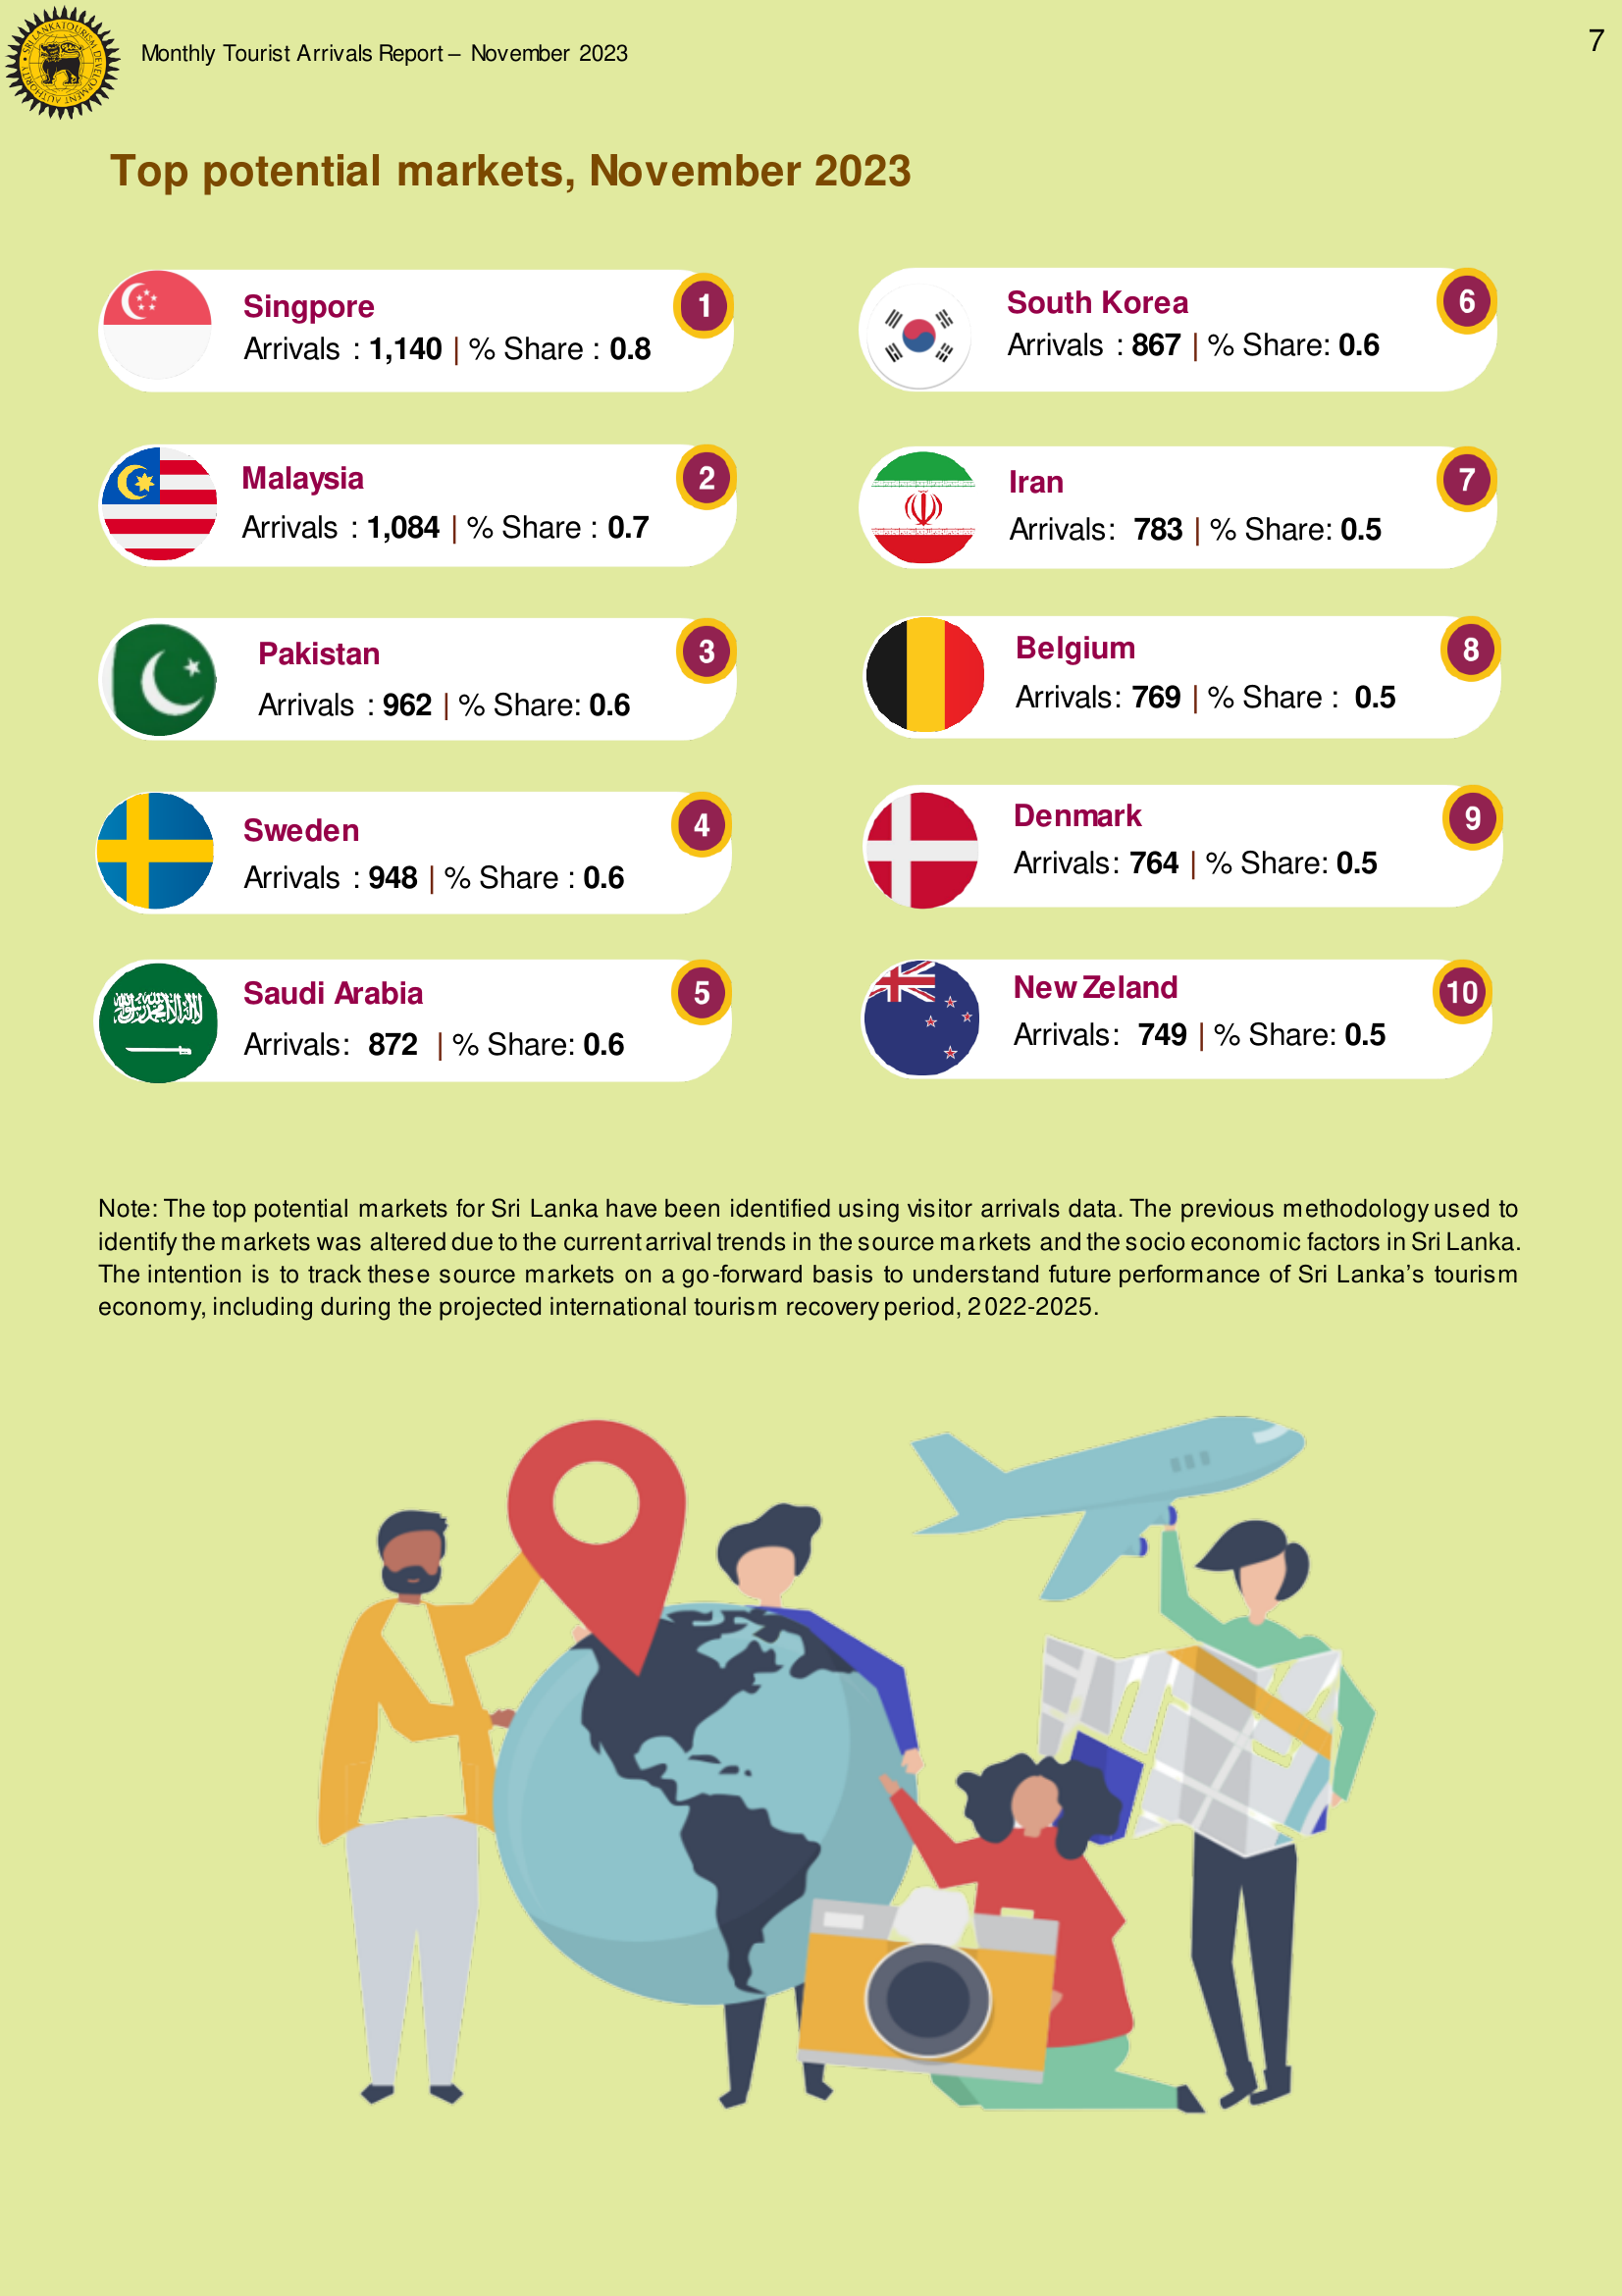 SRI LANKA TOURISM DEVELOPMENT AUTHORITY
Monthly Tourist Arrivals Report – November 2023
7
Top potential markets, November 2023
Singpore
1
Arrivals : 1,140 | % Share : 0.8
Malaysia
2
Arrivals : 1,084 | % Share : 0.7
Pakistan
3
Arrivals : 962 | % Share: 0.6
Sweden
4
Arrivals : 948 | % Share : 0.6
Saudi Arabia
5
Arrivals: 872 | % Share: 0.6
South Korea
6
Arrivals : 867 | % Share: 0.6
Iran
7
Arrivals: 783 | % Share: 0.5
Belgium
8
Arrivals: 769 | % Share : 0.5
Denmark
9
Arrivals: 764 | % Share: 0.5
New Zeland
10
Arrivals: 749 | % Share: 0.5
Note: The top potential markets for Sri Lanka have been identified using visitor arrivals data. The previous methodology used to
identify the markets was altered due to the current arrival trends in the source markets and the socio economic factors in Sri Lanka.
The intention is to track these source markets on a go-forward basis to understand future performance of Sri Lanka’s tourism
economy, including during the projected international tourism recovery period, 2022-2025.